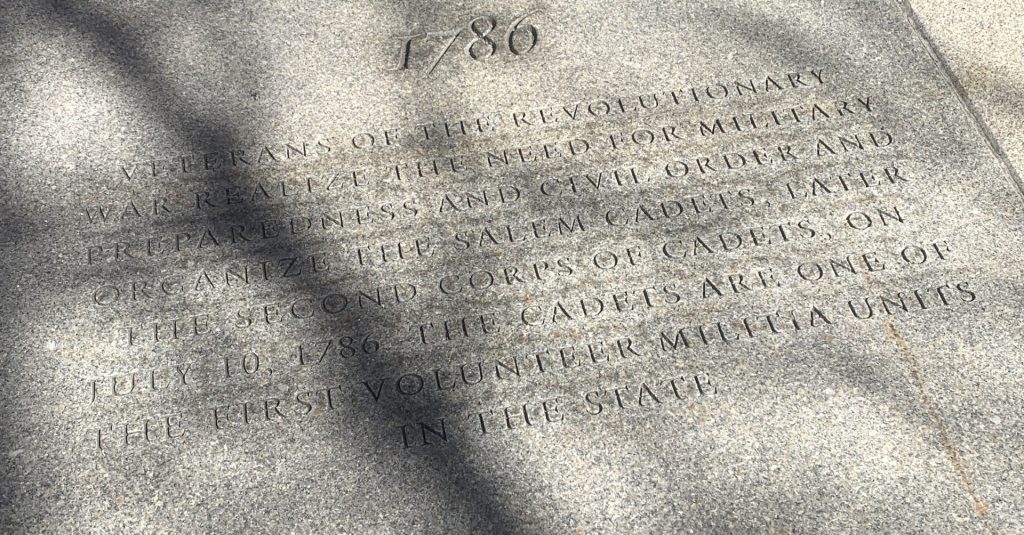 1786
VETERANS OF THE REVOLUTIONARY
WAR REALIZE THE NEED FOR MILITARY
PREPAREDNESS AND CIVIL ORDER AND
ORGANIZE THE SALEM CADETS, LATER
THE SECOND CORPS OF CADETS, ON
JULY 10, 1786. THE CADETS ARE ONE OF
THE FIRST VOLUNTEER MILITIA UNITS
IN THE STATE